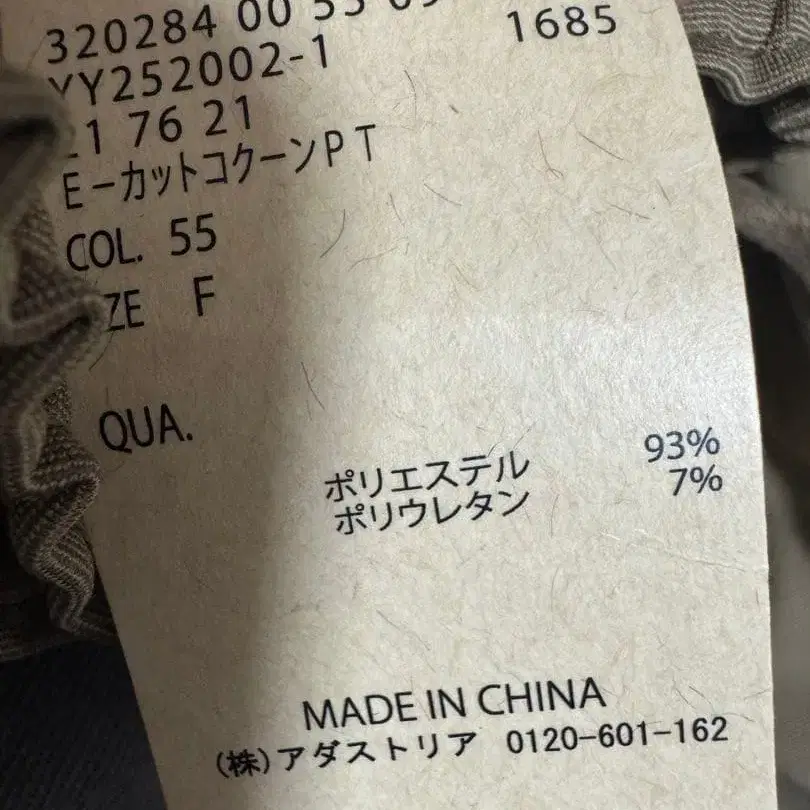 320284 00 55
1685
YY252002-1
21 76 21
E－カットコクーンPT
COL. 55
ZE F
QUA.
ポリエステル 93%
ポリウレタン 7%
MADE IN CHINA
(株)アダストリア 0120-601-162